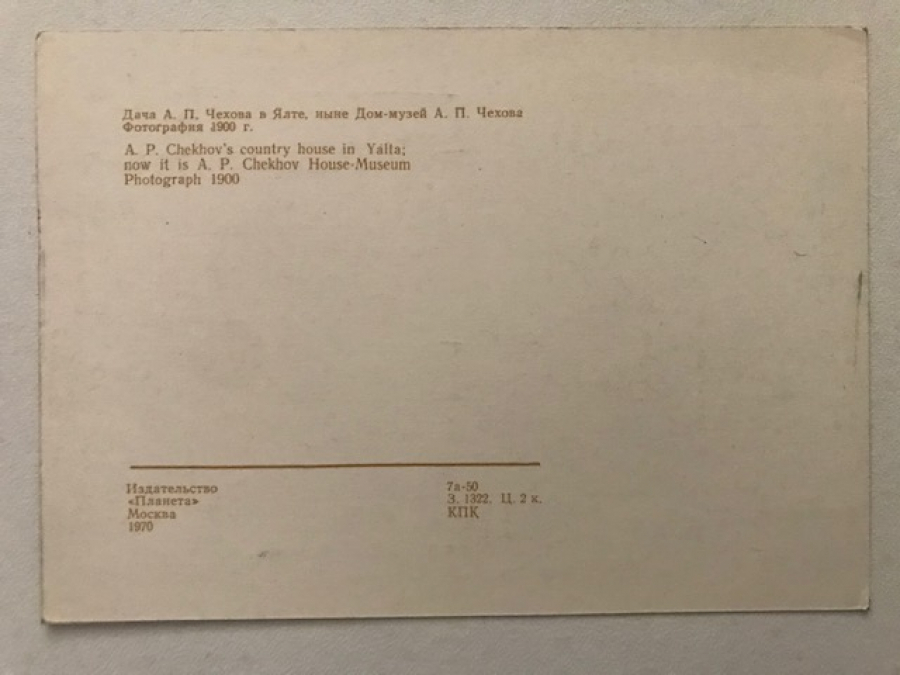 Дача А. П. Чехова в Ялте, ныне Дом-музей А. П. Чехова
Фотография 1900 г.
A. P. Chekhov's country house in Yalta;
now it is A. P. Chekhov House-Museum
Photograph 1900
Издательство
«Планета»
Москва
1970
7а-50
З. 1322. Ц. 2 к.
КПК